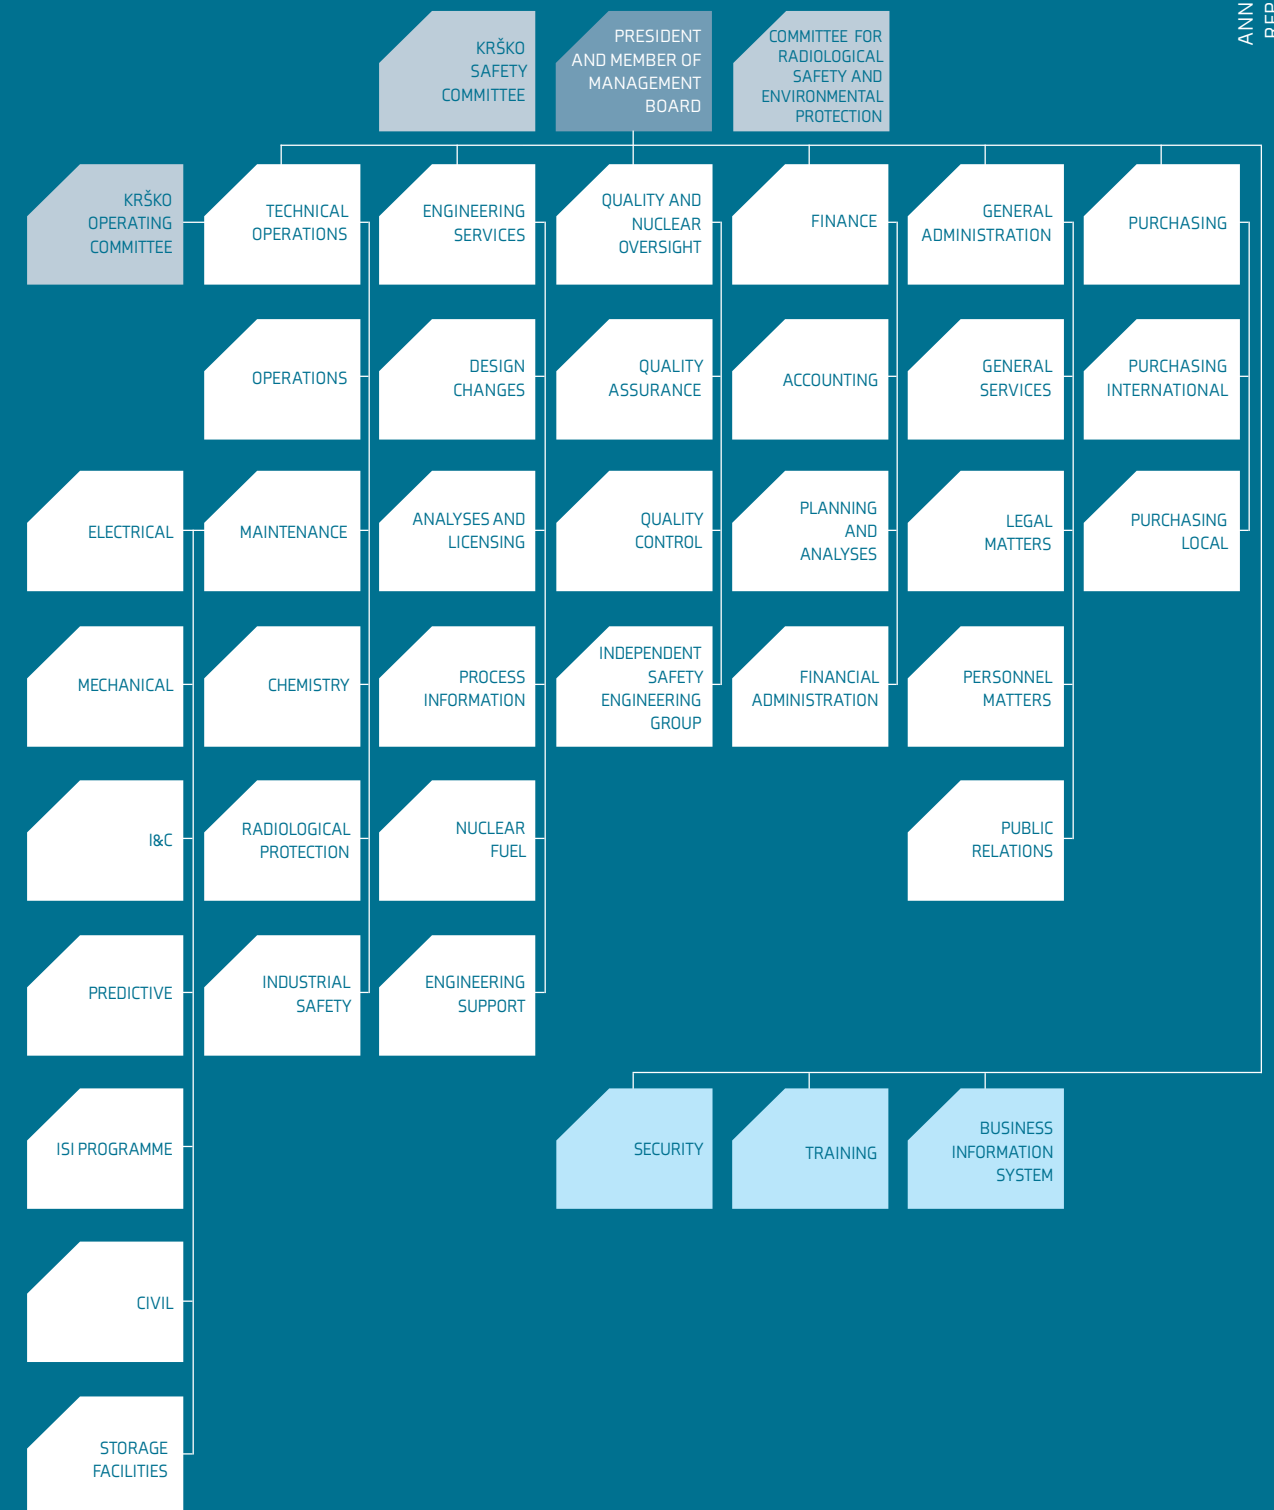 KRŠKO
SAFETY
COMMITTEE
PRESIDENT
AND MEMBER OF
MANAGEMENT
BOARD
COMMITTEE FOR
RADIOLOGICAL
SAFETY AND
ENVIRONMENTAL
PROTECTION
ANN
KRŠKO
OPERATING
COMMITTEE
TECHNICAL
OPERATIONS
ENGINEERING
SERVICES
QUALITY AND
NUCLEAR
OVERSIGHT
FINANCE
GENERAL
ADMINISTRATION
PURCHASING
OPERATIONS
DESIGN
CHANGES
QUALITY
ASSURANCE
ACCOUNTING
GENERAL
SERVICES
PURCHASING
INTERNATIONAL
ELECTRICAL
MAINTENANCE
ANALYSES AND
LICENSING
QUALITY
CONTROL
PLANNING
AND
ANALYSES
LEGAL
MATTERS
PURCHASING
LOCAL
MECHANICAL
CHEMISTRY
PROCESS
INFORMATION
INDEPENDENT
SAFETY
ENGINEERING
GROUP
FINANCIAL
ADMINISTRATION
PERSONNEL
MATTERS
I&C
RADIOLOGICAL
PROTECTION
NUCLEAR
FUEL
PUBLIC
RELATIONS
PREDICTIVE
INDUSTRIAL
SAFETY
ENGINEERING
SUPPORT
ISI PROGRAMME
SECURITY
TRAINING
BUSINESS
INFORMATION
SYSTEM
CIVIL
STORAGE
FACILITIES